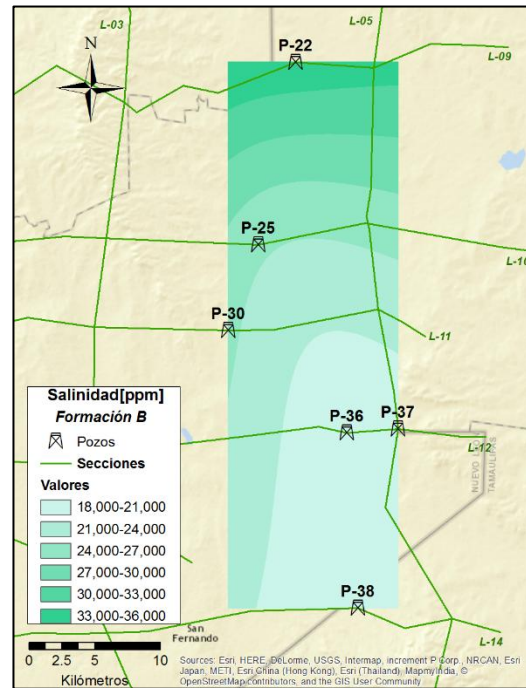 L-03
L-05
P-22
L-09
N
P-25
L-10
P-30
L-11
Salinidad[ppm]
Formación B
Pozos
Secciones
Valores
18,000-21,000
21,000-24,000
24,000-27,000
27,000-30,000
30,000-33,000
33,000-36,000
P-36
P-37
L-12
NUEVO LEO
TAMAULIPAS
P-38
San
Fernando
L-14
0 2.5 5 10
Kilómetros
Sources: Esri, HERE, DeLorme, USGS, Intermap, increment P Corp., NRCAN, Esri
Japan, METI, Esri China (Hong Kong), Esri (Thailand), MapmyIndia, ©
OpenStreetMap contributors, and the GIS User Community